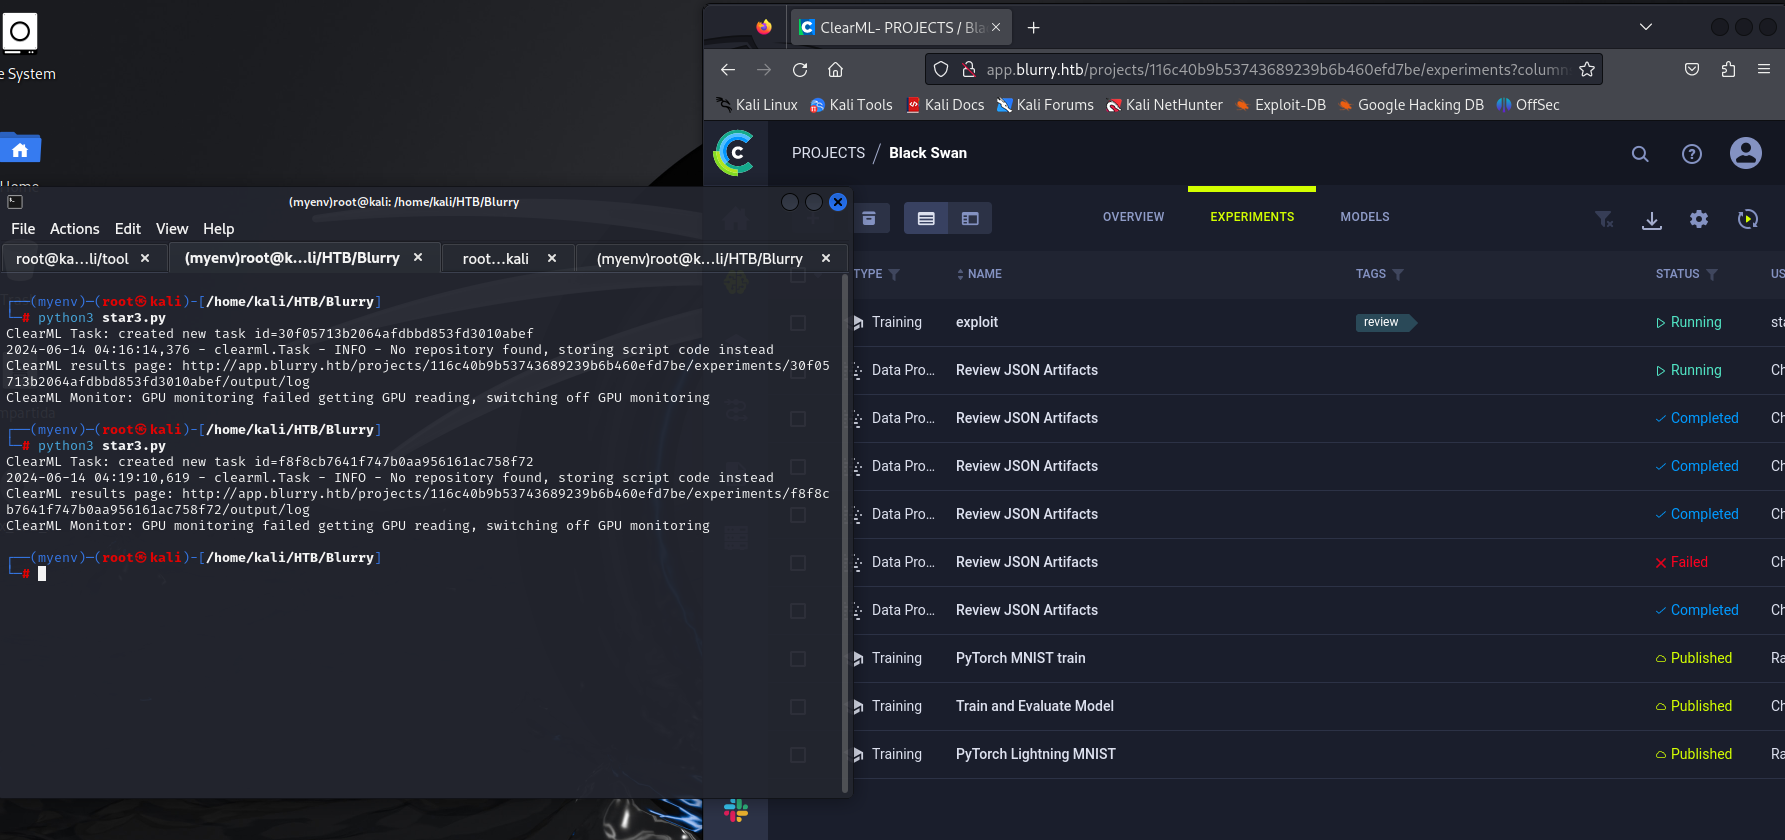 e System
Home
(myenv)root@kali: /home/kali/HTB/Blurry
File Actions Edit View Help
root@ka...li/tool
(myenv)root@k...li/HTB/Blurry
root...kali
(myenv)root@k...li/HTB/Blurry
(myenv)-(root㉿kali)-[/home/kali/HTB/Blurry]
# python3 star3.py
ClearML Task: created new task id=30f05713b2064afdbbd853fd3010abef
2024-06-14 04:16:14,376 - clearml.Task - INFO - No repository found, storing script code instead
ClearML results page: http://app.blurry.htb/projects/116c40b9b53743689239b6b460efd7be/experiments/30f05
713b2064afdbbd853fd3010abef/output/log
ClearML Monitor: GPU monitoring failed getting GPU reading, switching off GPU monitoring
(myenv)-(root㉿kali)-[/home/kali/HTB/Blurry]
# python3 star3.py
ClearML Task: created new task id=f8f8cb7641f747b0aa956161ac758f72
2024-06-14 04:19:10,619 - clearml.Task - INFO - No repository found, storing script code instead
ClearML results page: http://app.blurry.htb/projects/116c40b9b53743689239b6b460efd7be/experiments/f8f8c
b7641f747b0aa956161ac758f72/output/log
ClearML Monitor: GPU monitoring failed getting GPU reading, switching off GPU monitoring
(myenv)-(root㉿kali)-[/home/kali/HTB/Blurry]
#
ClearML- PROJECTS / Bla
app.blurry.htb/projects/116c40b9b53743689239b6b460efd7be/experiments?column
Kali Linux Kali Tools Kali Docs Kali Forums Kali NetHunter Exploit-DB Google Hacking DB OffSec
PROJECTS / Black Swan
OVERVIEW EXPERIMENTS MODELS
TYPE NAME TAGS STATUS US
Training exploit review Running sta
Data Pro... Review JSON Artifacts Running Ch
Data Pro... Review JSON Artifacts Completed Ch
Data Pro... Review JSON Artifacts Completed Ch
Data Pro... Review JSON Artifacts Completed Ch
Data Pro... Review JSON Artifacts Failed Ch
Data Pro... Review JSON Artifacts Completed Ch
Training PyTorch MNIST train Published Ra
Training Train and Evaluate Model Published Ch
Training PyTorch Lightning MNIST Published Ra